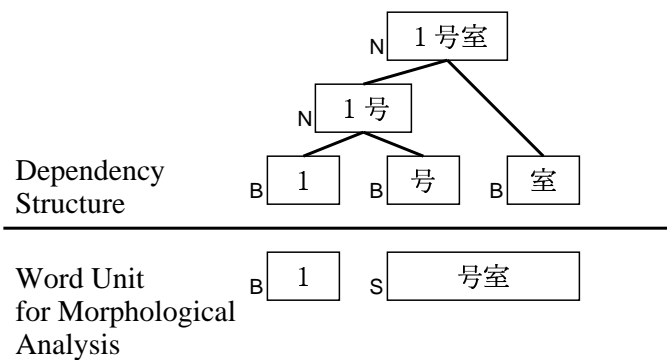 N 1号室
N 1号
Dependency
Structure
B 1 B 号 B 室
Word Unit
for Morphological
Analysis
B 1 S 号室